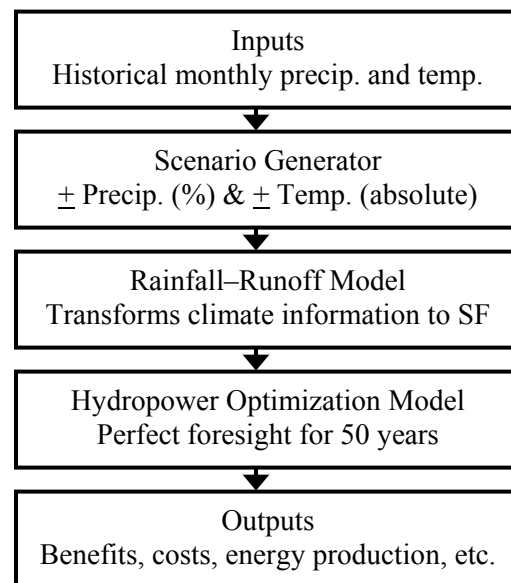 Inputs
Historical monthly precip. and temp.
Scenario Generator
± Precip. (%) & ± Temp. (absolute)
Rainfall–Runoff Model
Transforms climate information to SF
Hydropower Optimization Model
Perfect foresight for 50 years
Outputs
Benefits, costs, energy production, etc.